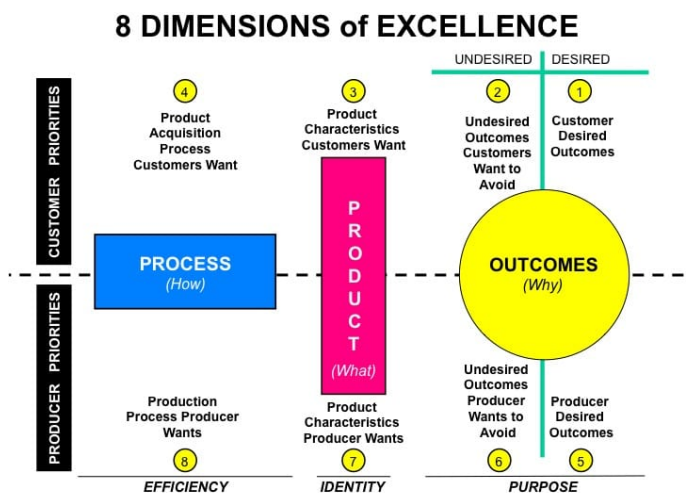 8 DIMENSIONS of EXCELLENCE
UNDESIRED
DESIRED
CUSTOMER PRIORITIES
4
Product
Acquisition
Process
Customers Want
3
Product
Characteristics
Customers Want
2
Undesired
Outcomes
Customers
Want to
Avoid
1
Customer
Desired
Outcomes
PROCESS
(How)
PRODUCT
(What)
OUTCOMES
(Why)
PRODUCER PRIORITIES
Production
Process Producer
Wants
8
Product
Characteristics
Producer Wants
7
Undesired
Outcomes
Producer
Wants to
Avoid
6
Producer
Desired
Outcomes
5
EFFICIENCY
IDENTITY
PURPOSE